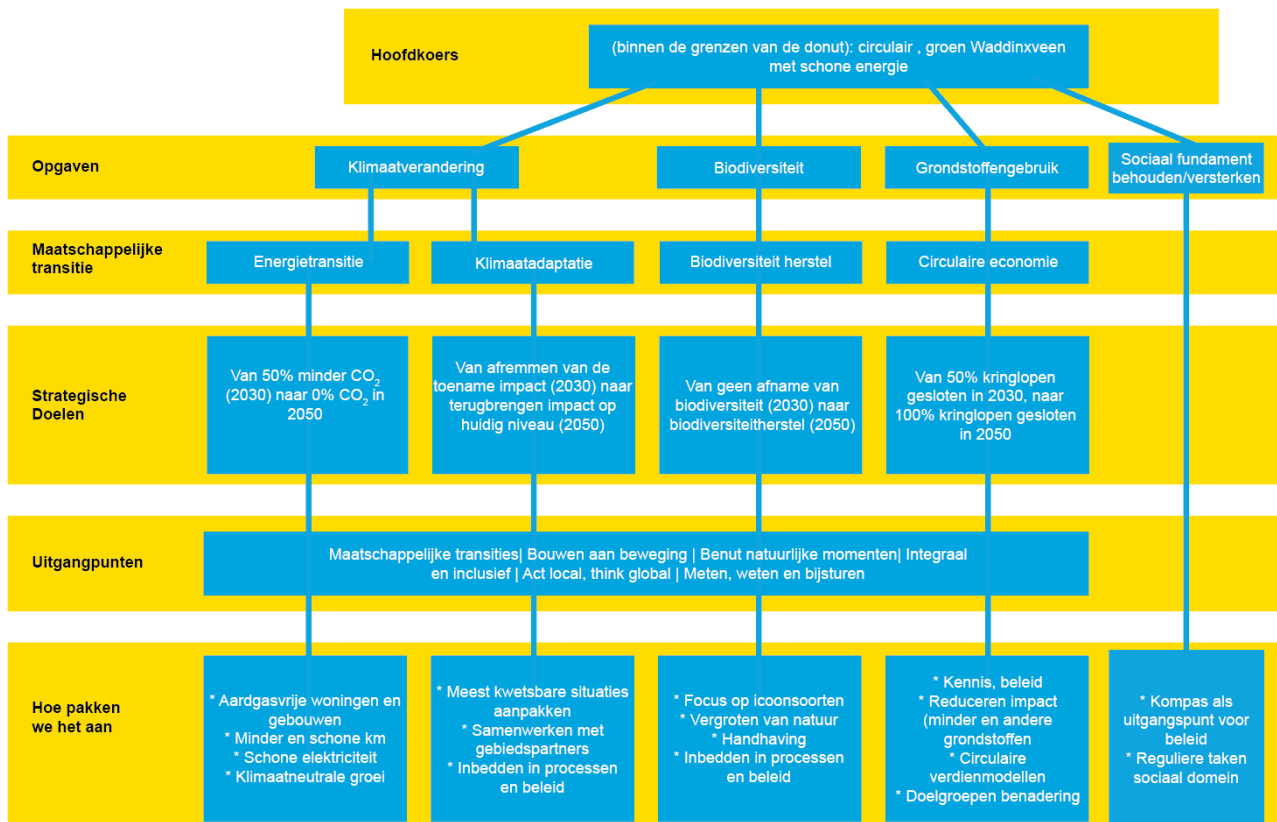 Hoofdkoers
(binnen de grenzen van de donut): circulair , groen Waddinxveen
met schone energie
Opgaven
Klimaatverandering
Biodiversiteit
Grondstoffengebruik
Sociaal fundament
behouden/versterken
Maatschappelijke
transitie
Energietransitie
Klimaatadaptatie
Biodiversiteit herstel
Circulaire economie
Strategische
Doelen
Van 50% minder CO₂
(2030) naar 0% CO₂ in
2050
Van afremmen van de
toename impact (2030) naar
terugbrengen impact op
huidig niveau (2050)
Van geen afname van
biodiversiteit (2030) naar
biodiversiteitherstel (2050)
Van 50% kringlopen
gesloten in 2030, naar
100% kringlopen gesloten
in 2050
Uitgangpunten
Maatschappelijke transities| Bouwen aan beweging | Benut natuurlijke momenten| Integraal
en inclusief | Act local, think global | Meten, weten en bijsturen
Hoe pakken
we het aan
* Aardgasvrije woningen en
gebouwen
* Minder en schone km
* Schone elektriciteit
* Klimaatneutrale groei
* Meest kwetsbare situaties
aanpakken
* Samenwerken met
gebiedspartners
* Inbedden in processen
en beleid
* Focus op icoonsoorten
* Vergroten van natuur
* Handhaving
* Inbedden in processen
en beleid
* Kennis, beleid
* Reduceren impact
(minder en andere
grondstoffen
* Circulaire
verdienmodellen
* Doelgroepen benadering
* Kompas als
uitgangspunt voor
beleid
* Reguliere taken
sociaal domein